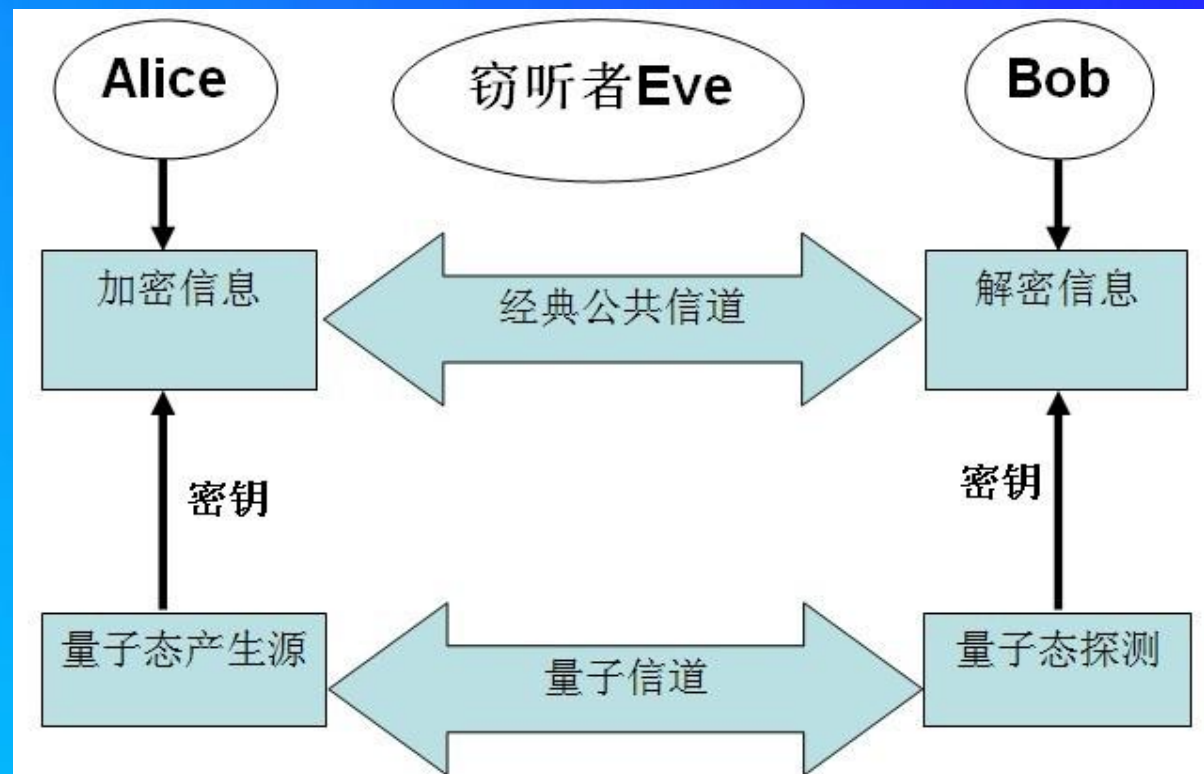 Alice
窃听者Eve
Bob
加密信息
经典公共信道
解密信息
密钥
密钥
量子态产生源
量子信道
量子态探测